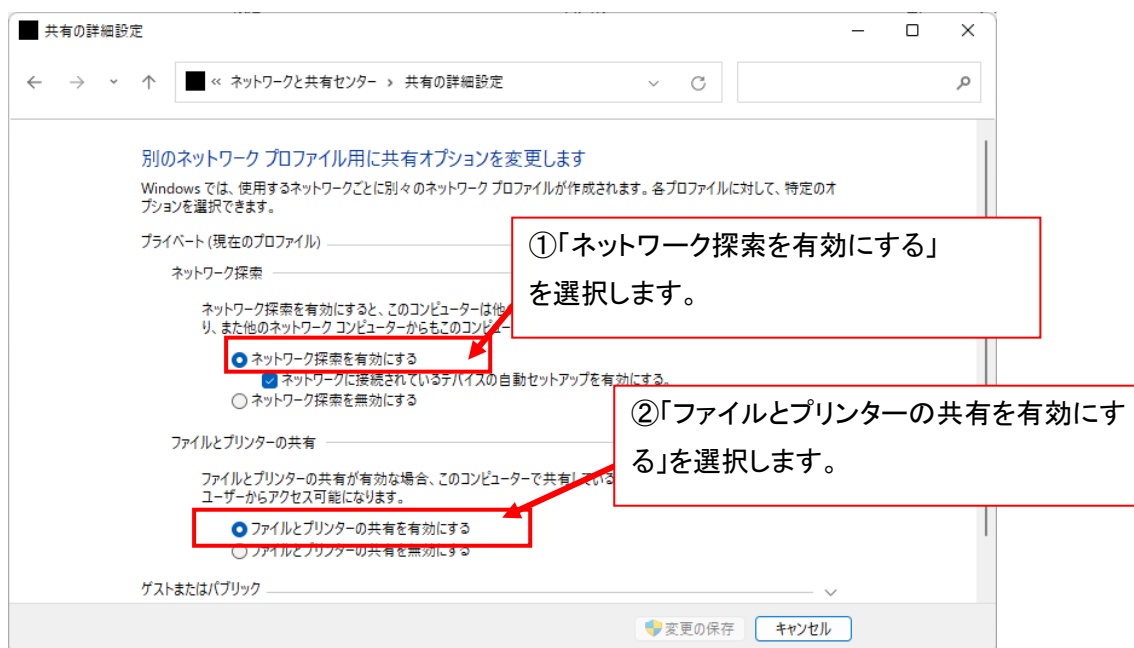 共有の詳細設定
« ネットワークと共有センター › 共有の詳細設定
別のネットワーク プロファイル用に共有オプションを変更します
Windows では、使用するネットワークごとに別々のネットワーク プロファイルが作成されます。各プロファイルに対して、特定のオ
プションを選択できます。
プライベート (現在のプロファイル)
①「ネットワーク探索を有効にする」
を選択します。
ネットワーク探索
ネットワーク探索を有効にすると、このコンピューターは他
り、また他のネットワーク コンピューターからもこのコンピュー
ネットワーク探索を有効にする
ネットワークに接続されているデバイスの自動セットアップを有効にする。
ネットワーク探索を無効にする
②「ファイルとプリンターの共有を有効にす
る」を選択します。
ファイルとプリンターの共有
ファイルとプリンターの共有が有効な場合、このコンピューターで共有している
ユーザーからアクセス可能になります。
ファイルとプリンターの共有を有効にする
ファイルとプリンターの共有を無効にする
ゲストまたはパブリック
変更の保存 キャンセル